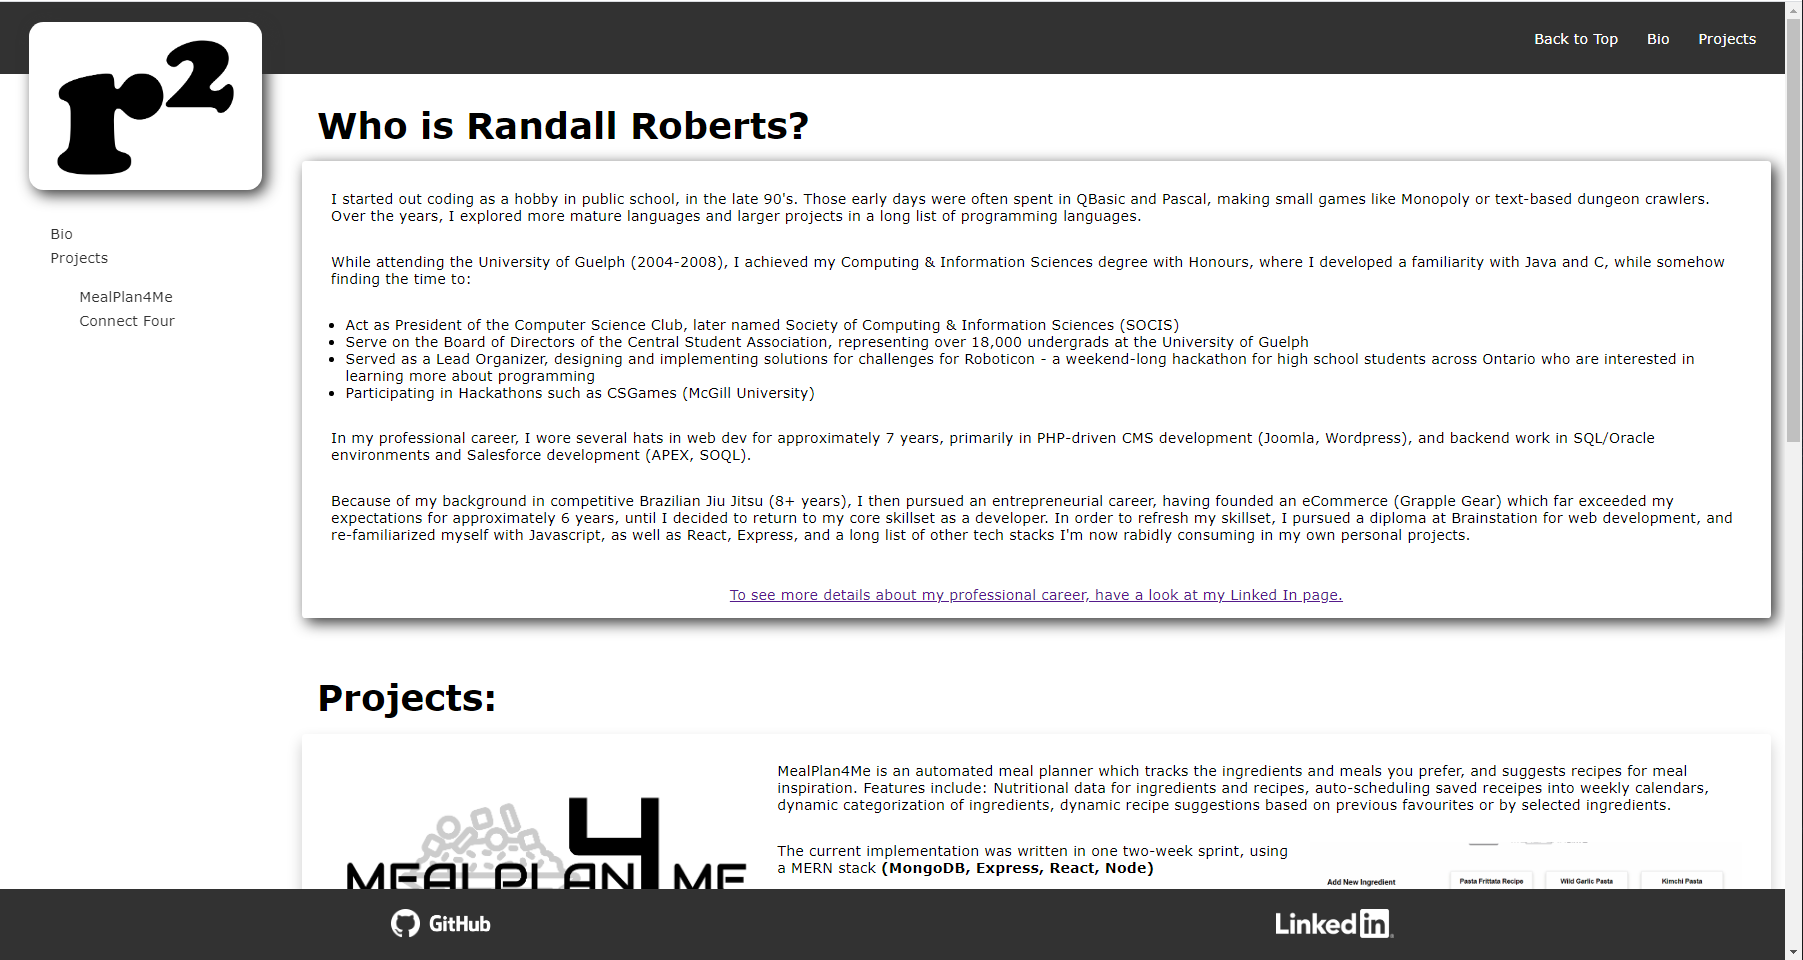 Back to Top Bio Projects
r2
Bio
Projects
MealPlan4Me
Connect Four
Who is Randall Roberts?
I started out coding as a hobby in public school, in the late 90's. Those early days were often spent in QBasic and Pascal, making small games like Monopoly or text-based dungeon crawlers.
Over the years, I explored more mature languages and larger projects in a long list of programming languages.
While attending the University of Guelph (2004-2008), I achieved my Computing & Information Sciences degree with Honours, where I developed a familiarity with Java and C, while somehow
finding the time to:
• Act as President of the Computer Science Club, later named Society of Computing & Information Sciences (SOCIS)
• Serve on the Board of Directors of the Central Student Association, representing over 18,000 undergrads at the University of Guelph
• Served as a Lead Organizer, designing and implementing solutions for challenges for Roboticon - a weekend-long hackathon for high school students across Ontario who are interested in
learning more about programming
• Participating in Hackathons such as CSGames (McGill University)
In my professional career, I wore several hats in web dev for approximately 7 years, primarily in PHP-driven CMS development (Joomla, Wordpress), and backend work in SQL/Oracle
environments and Salesforce development (APEX, SOQL).
Because of my background in competitive Brazilian Jiu Jitsu (8+ years), I then pursued an entrepreneurial career, having founded an eCommerce (Grapple Gear) which far exceeded my
expectations for approximately 6 years, until I decided to return to my core skillset as a developer. In order to refresh my skillset, I pursued a diploma at Brainstation for web development, and
re-familiarized myself with Javascript, as well as React, Express, and a long list of other tech stacks I'm now rabidly consuming in my own personal projects.
To see more details about my professional career, have a look at my Linked In page.
Projects:
MEALPLAN4ME
MealPlan4Me is an automated meal planner which tracks the ingredients and meals you prefer, and suggests recipes for meal
inspiration. Features include: Nutritional data for ingredients and recipes, auto-scheduling saved receipes into weekly calendars,
dynamic categorization of ingredients, dynamic recipe suggestions based on previous favourites or by selected ingredients.
The current implementation was written in one two-week sprint, using
a MERN stack (MongoDB, Express, React, Node)
Add New Ingredient Pasta Frittata Recipe Wild Garlic Pasta Kimchi Pasta
GitHub
Linked in